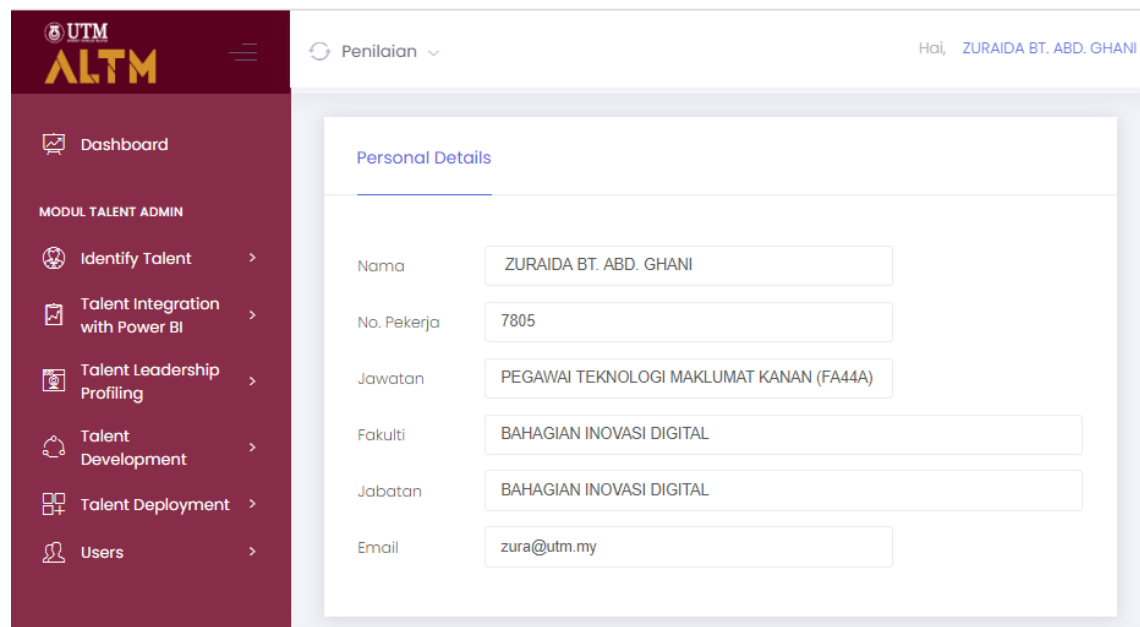 UTM
ALTM
Penilaian
Hai, ZURAIDA BT. ABD. GHANI
Dashboard
MODUL TALENT ADMIN
Identify Talent
Talent Integration
with Power BI
Talent Leadership
Profiling
Talent
Development
Talent Deployment
Users
Personal Details
Nama ZURAIDA BT. ABD. GHANI
No. Pekerja 7805
Jawatan PEGAWAI TEKNOLOGI MAKLUMAT KANAN (FA44A)
Fakulti BAHAGIAN INOVASI DIGITAL
Jabatan BAHAGIAN INOVASI DIGITAL
Email zura@utm.my